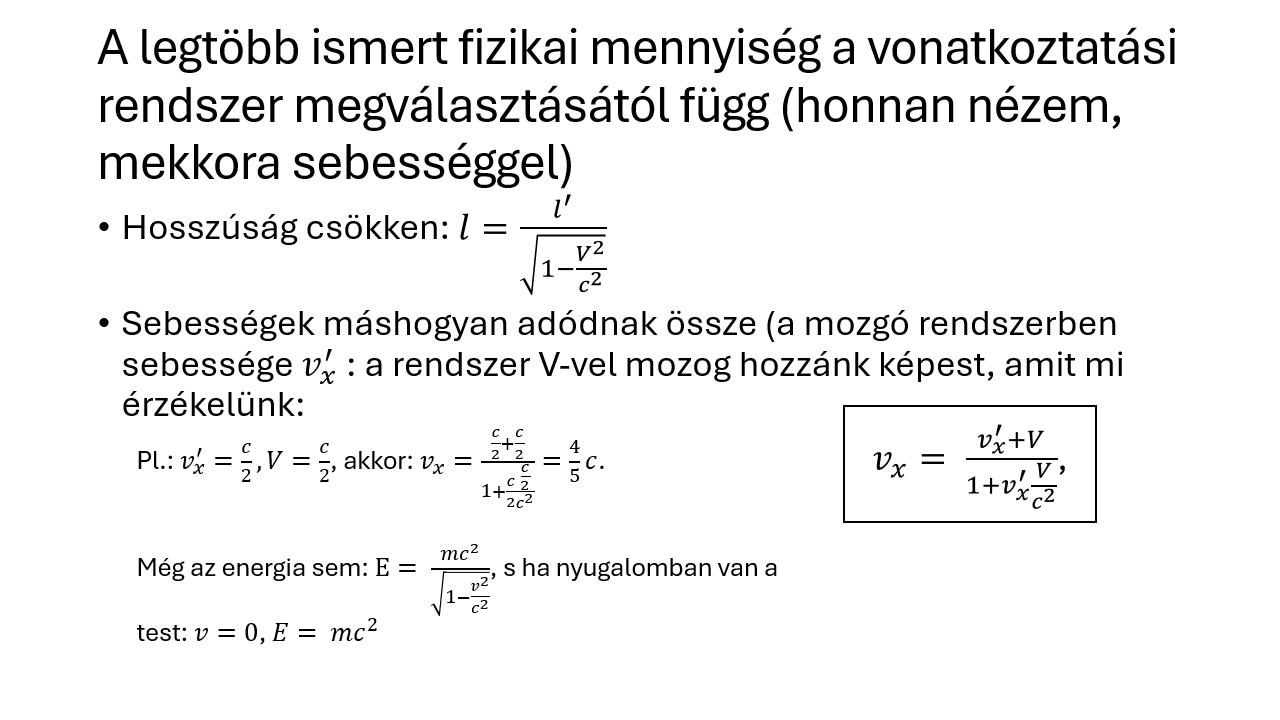 A legtöbb ismert fizikai mennyiség a vonatkoztatási
rendszer megválasztásától függ (honnan nézem,
mekkora sebességgel)
• Hosszúság csökken: $l = \frac{l'}{\sqrt{1-\frac{V^2}{c^2}}}$
• Sebességek máshogyan adódnak össze (a mozgó rendszerben
sebessége $v_x'$ : a rendszer V-vel mozog hozzánk képest, amit mi
érzékelünk:
Pl.: $v_x' = \frac{c}{2}, V = \frac{c}{2}$, akkor: $v_x = \frac{\frac{c}{2}+\frac{c}{2}}{1+\frac{c}{2}\frac{\frac{c}{2}}{c^2}} = \frac{4}{5}c.$
$v_x = \frac{v_x'+V}{1+v_x'\frac{V}{c^2}},$
Még az energia sem: $\mathrm{E} = \frac{mc^2}{\sqrt{1-\frac{v^2}{c^2}}}$, s ha nyugalomban van a
test: $v = 0, E = mc^2$